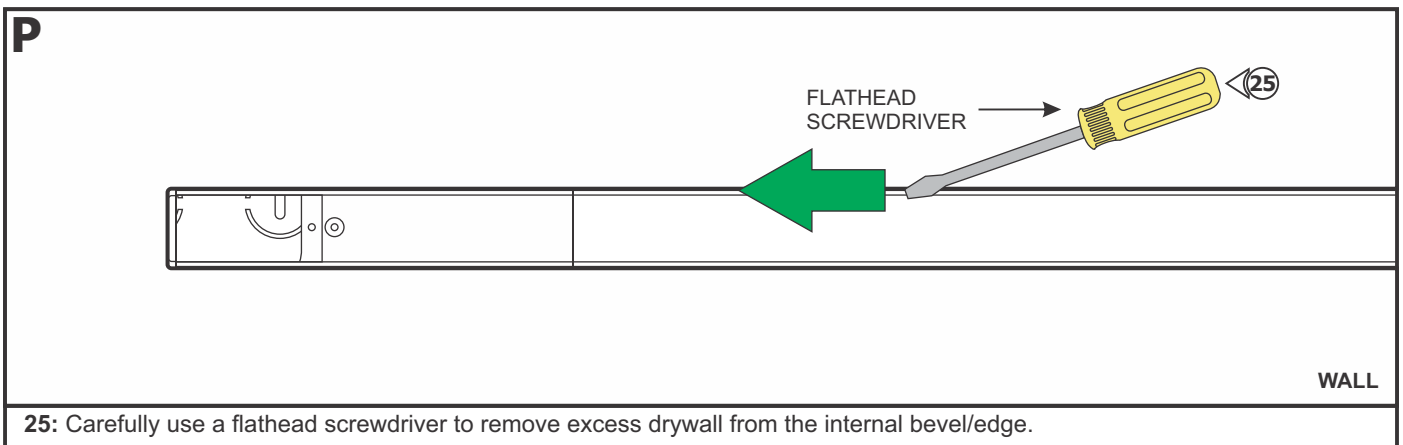 P
FLATHEAD
SCREWDRIVER
25
WALL
25: Carefully use a flathead screwdriver to remove excess drywall from the internal bevel/edge.